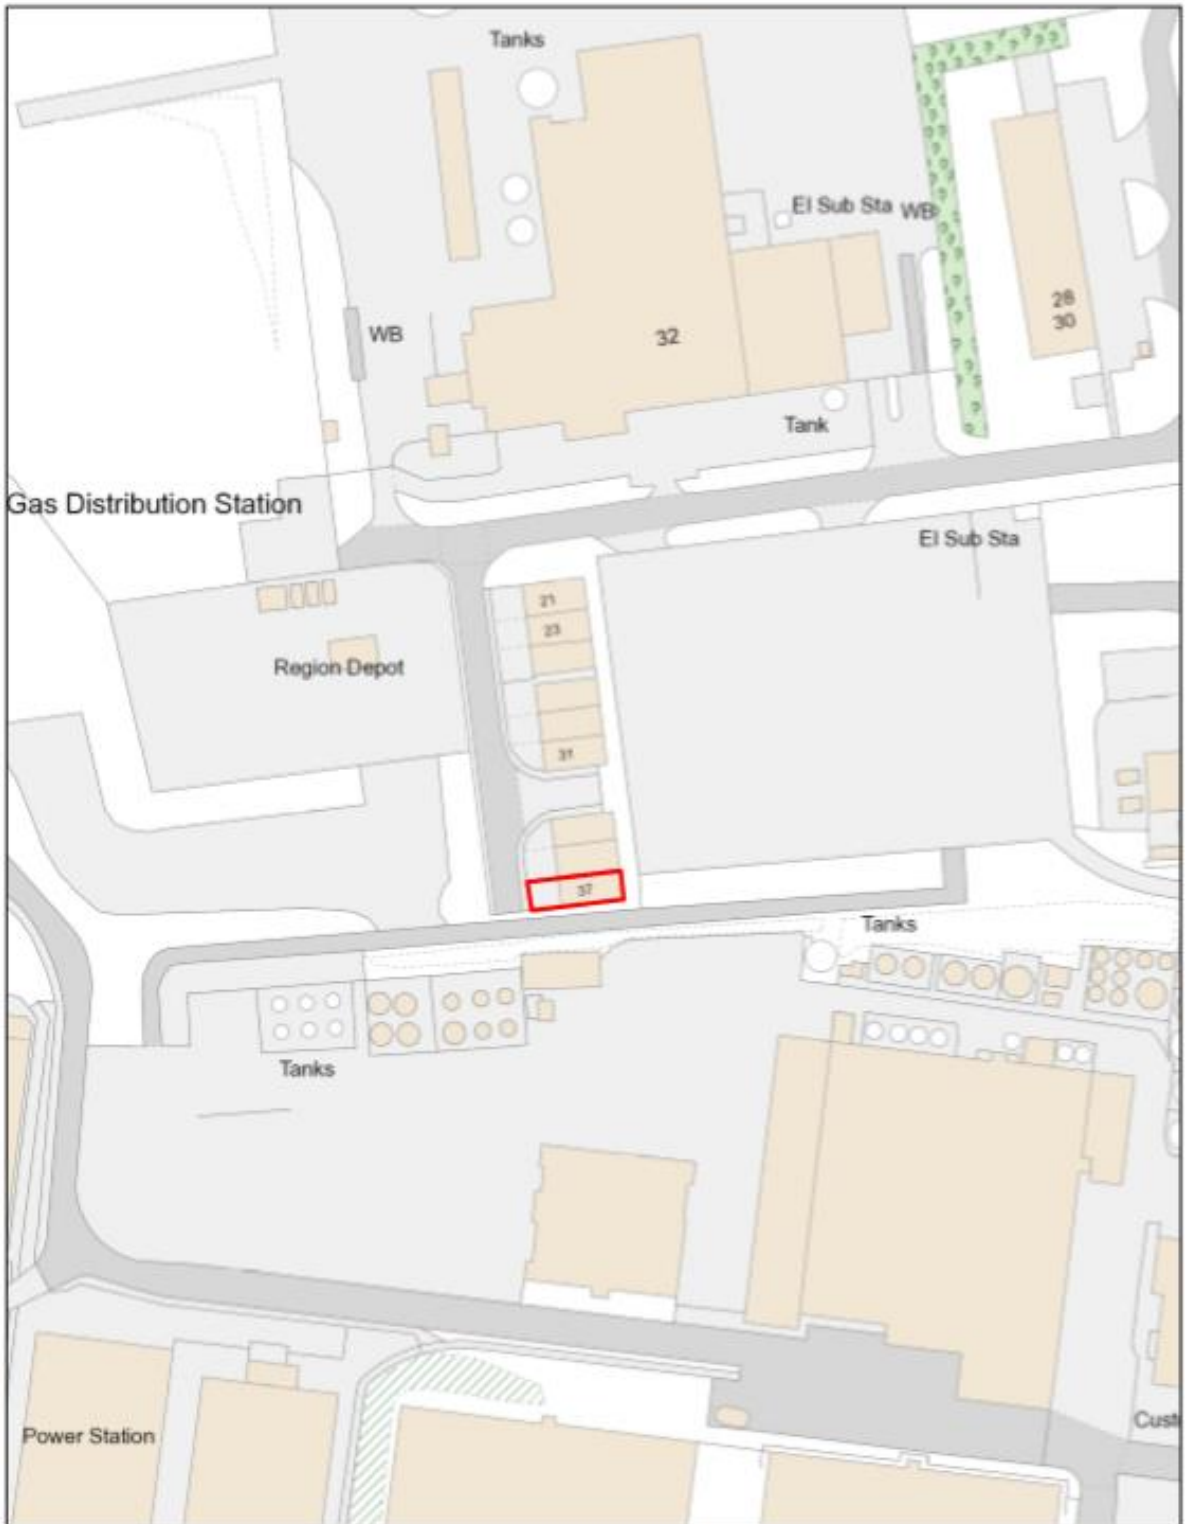 Tanks
El Sub Sta
WB
28
30
WB
32
Tank
Gas Distribution Station
El Sub Sta
21
23
Region Depot
31
37
Tanks
Tanks
Power Station
Cust